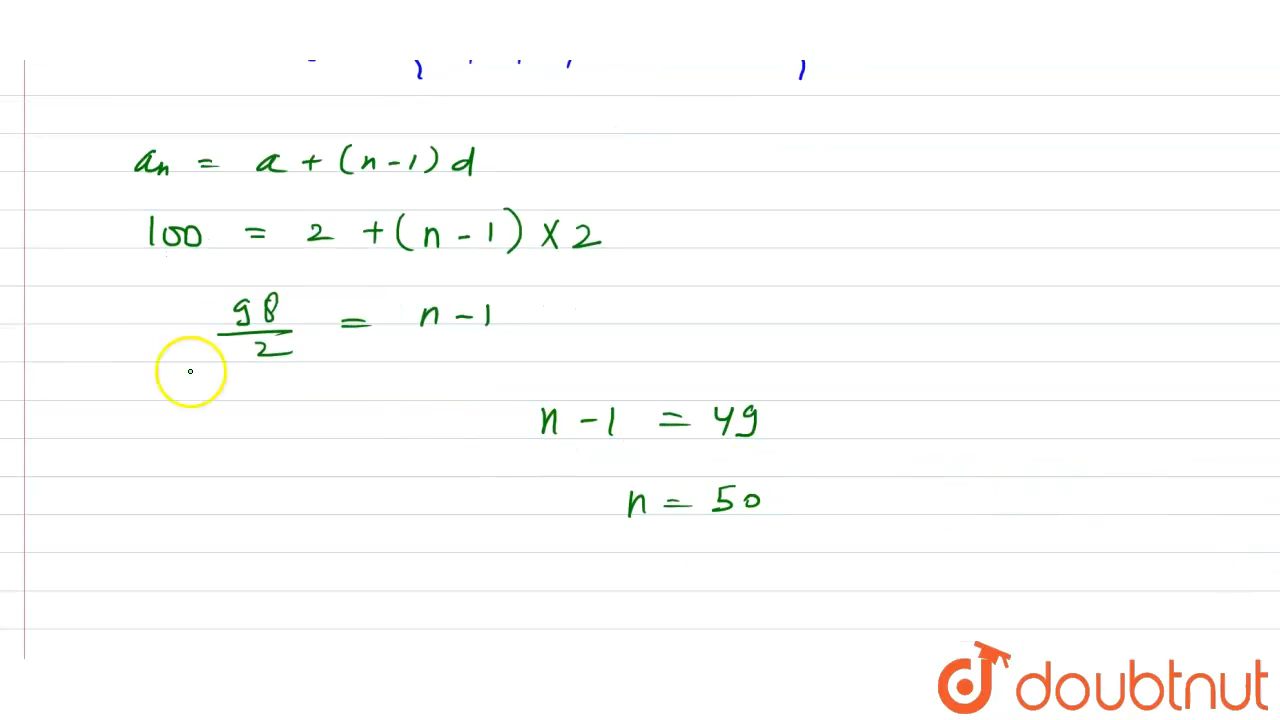 aₙ = a + (n - 1) d
100 = 2 + (n - 1) × 2
98/2 = n - 1
n - 1 = 49
n = 50
doubtnut